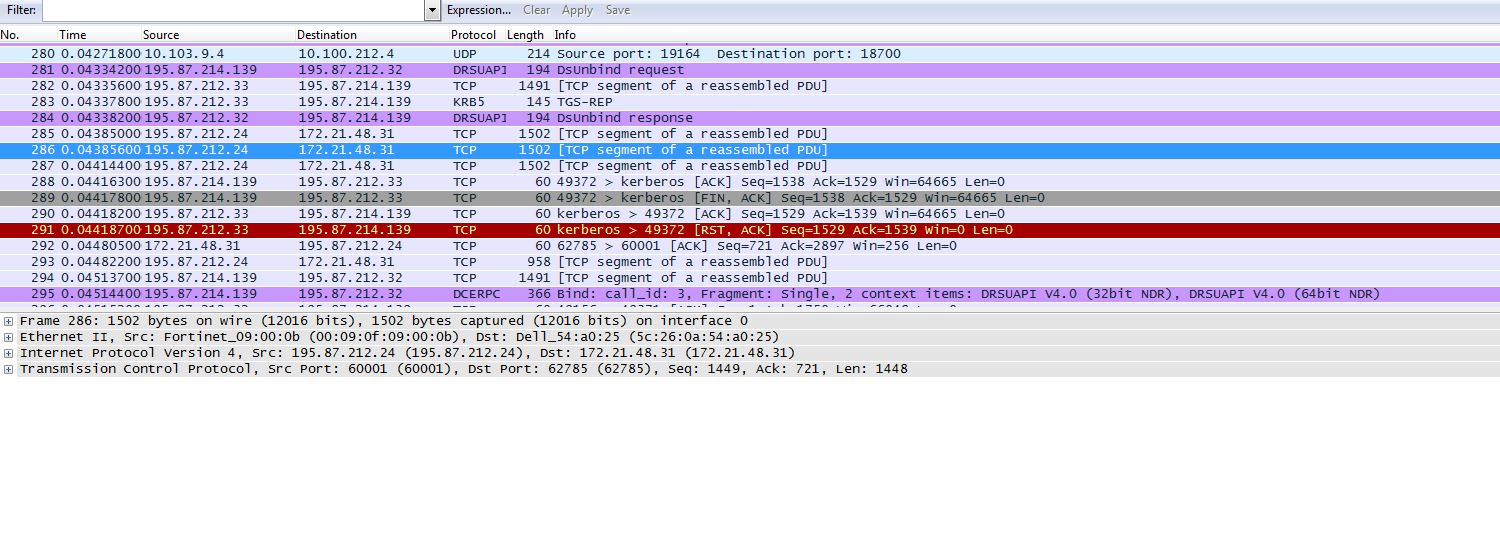 Filter: Expression... Clear Apply Save
No. Time Source Destination Protocol Length Info
280 0.04271800 10.103.9.4 10.100.212.4 UDP 214 Source port: 19164 Destination port: 18700
281 0.04334200 195.87.214.139 195.87.212.32 DRSUAPI 194 DsUnbind request
282 0.04335600 195.87.212.33 195.87.214.139 TCP 1491 [TCP segment of a reassembled PDU]
283 0.04337800 195.87.212.33 195.87.214.139 KRB5 145 TGS-REP
284 0.04338200 195.87.212.32 195.87.214.139 DRSUAPI 194 DsUnbind response
285 0.04385000 195.87.212.24 172.21.48.31 TCP 1502 [TCP segment of a reassembled PDU]
286 0.04385600 195.87.212.24 172.21.48.31 TCP 1502 [TCP segment of a reassembled PDU]
287 0.04414400 195.87.212.24 172.21.48.31 TCP 1502 [TCP segment of a reassembled PDU]
288 0.04416300 195.87.214.139 195.87.212.33 TCP 60 49372 > kerberos [ACK] Seq=1538 Ack=1529 Win=64665 Len=0
289 0.04417800 195.87.214.139 195.87.212.33 TCP 60 49372 > kerberos [FIN, ACK] Seq=1538 Ack=1529 Win=64665 Len=0
290 0.04418200 195.87.212.33 195.87.214.139 TCP 60 kerberos > 49372 [ACK] Seq=1529 Ack=1539 Win=64665 Len=0
291 0.04418700 195.87.212.33 195.87.214.139 TCP 60 kerberos > 49372 [RST, ACK] Seq=1529 Ack=1539 Win=0 Len=0
292 0.04480500 172.21.48.31 195.87.212.24 TCP 60 62785 > 60001 [ACK] Seq=721 Ack=2897 Win=256 Len=0
293 0.04482200 195.87.212.24 172.21.48.31 TCP 958 [TCP segment of a reassembled PDU]
294 0.04513700 195.87.214.139 195.87.212.32 TCP 1491 [TCP segment of a reassembled PDU]
295 0.04514400 195.87.214.139 195.87.212.32 DCERPC 366 Bind: call_id: 3, Fragment: Single, 2 context items: DRSUAPI V4.0 (32bit NDR), DRSUAPI V4.0 (64bit NDR)
Frame 286: 1502 bytes on wire (12016 bits), 1502 bytes captured (12016 bits) on interface 0
Ethernet II, Src: Fortinet_09:00:0b (00:09:0f:09:00:0b), Dst: Dell_54:a0:25 (5c:26:0a:54:a0:25)
Internet Protocol Version 4, Src: 195.87.212.24 (195.87.212.24), Dst: 172.21.48.31 (172.21.48.31)
Transmission Control Protocol, Src Port: 60001 (60001), Dst Port: 62785 (62785), Seq: 1449, Ack: 721, Len: 1448